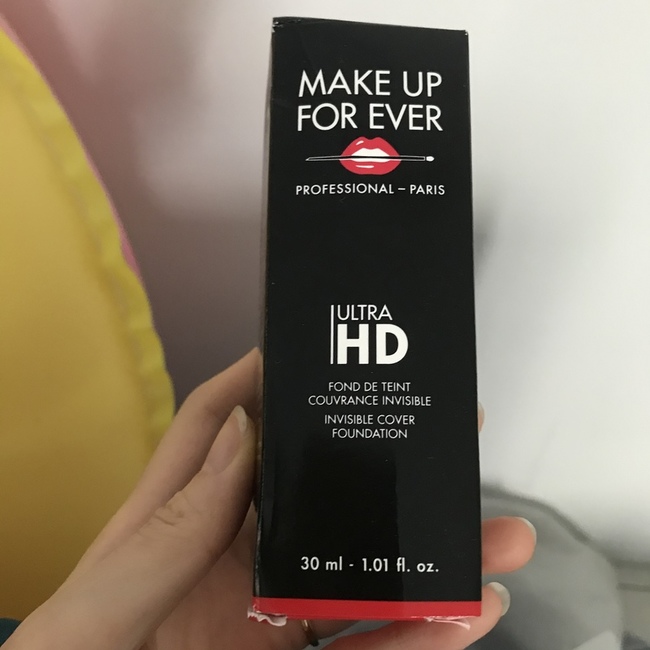 MAKE UP
FOR EVER
PROFESSIONAL – PARIS
ULTRA
HD
FOND DE TEINT
COUVRANCE INVISIBLE
INVISIBLE COVER
FOUNDATION
30 ml - 1.01 fl. oz.